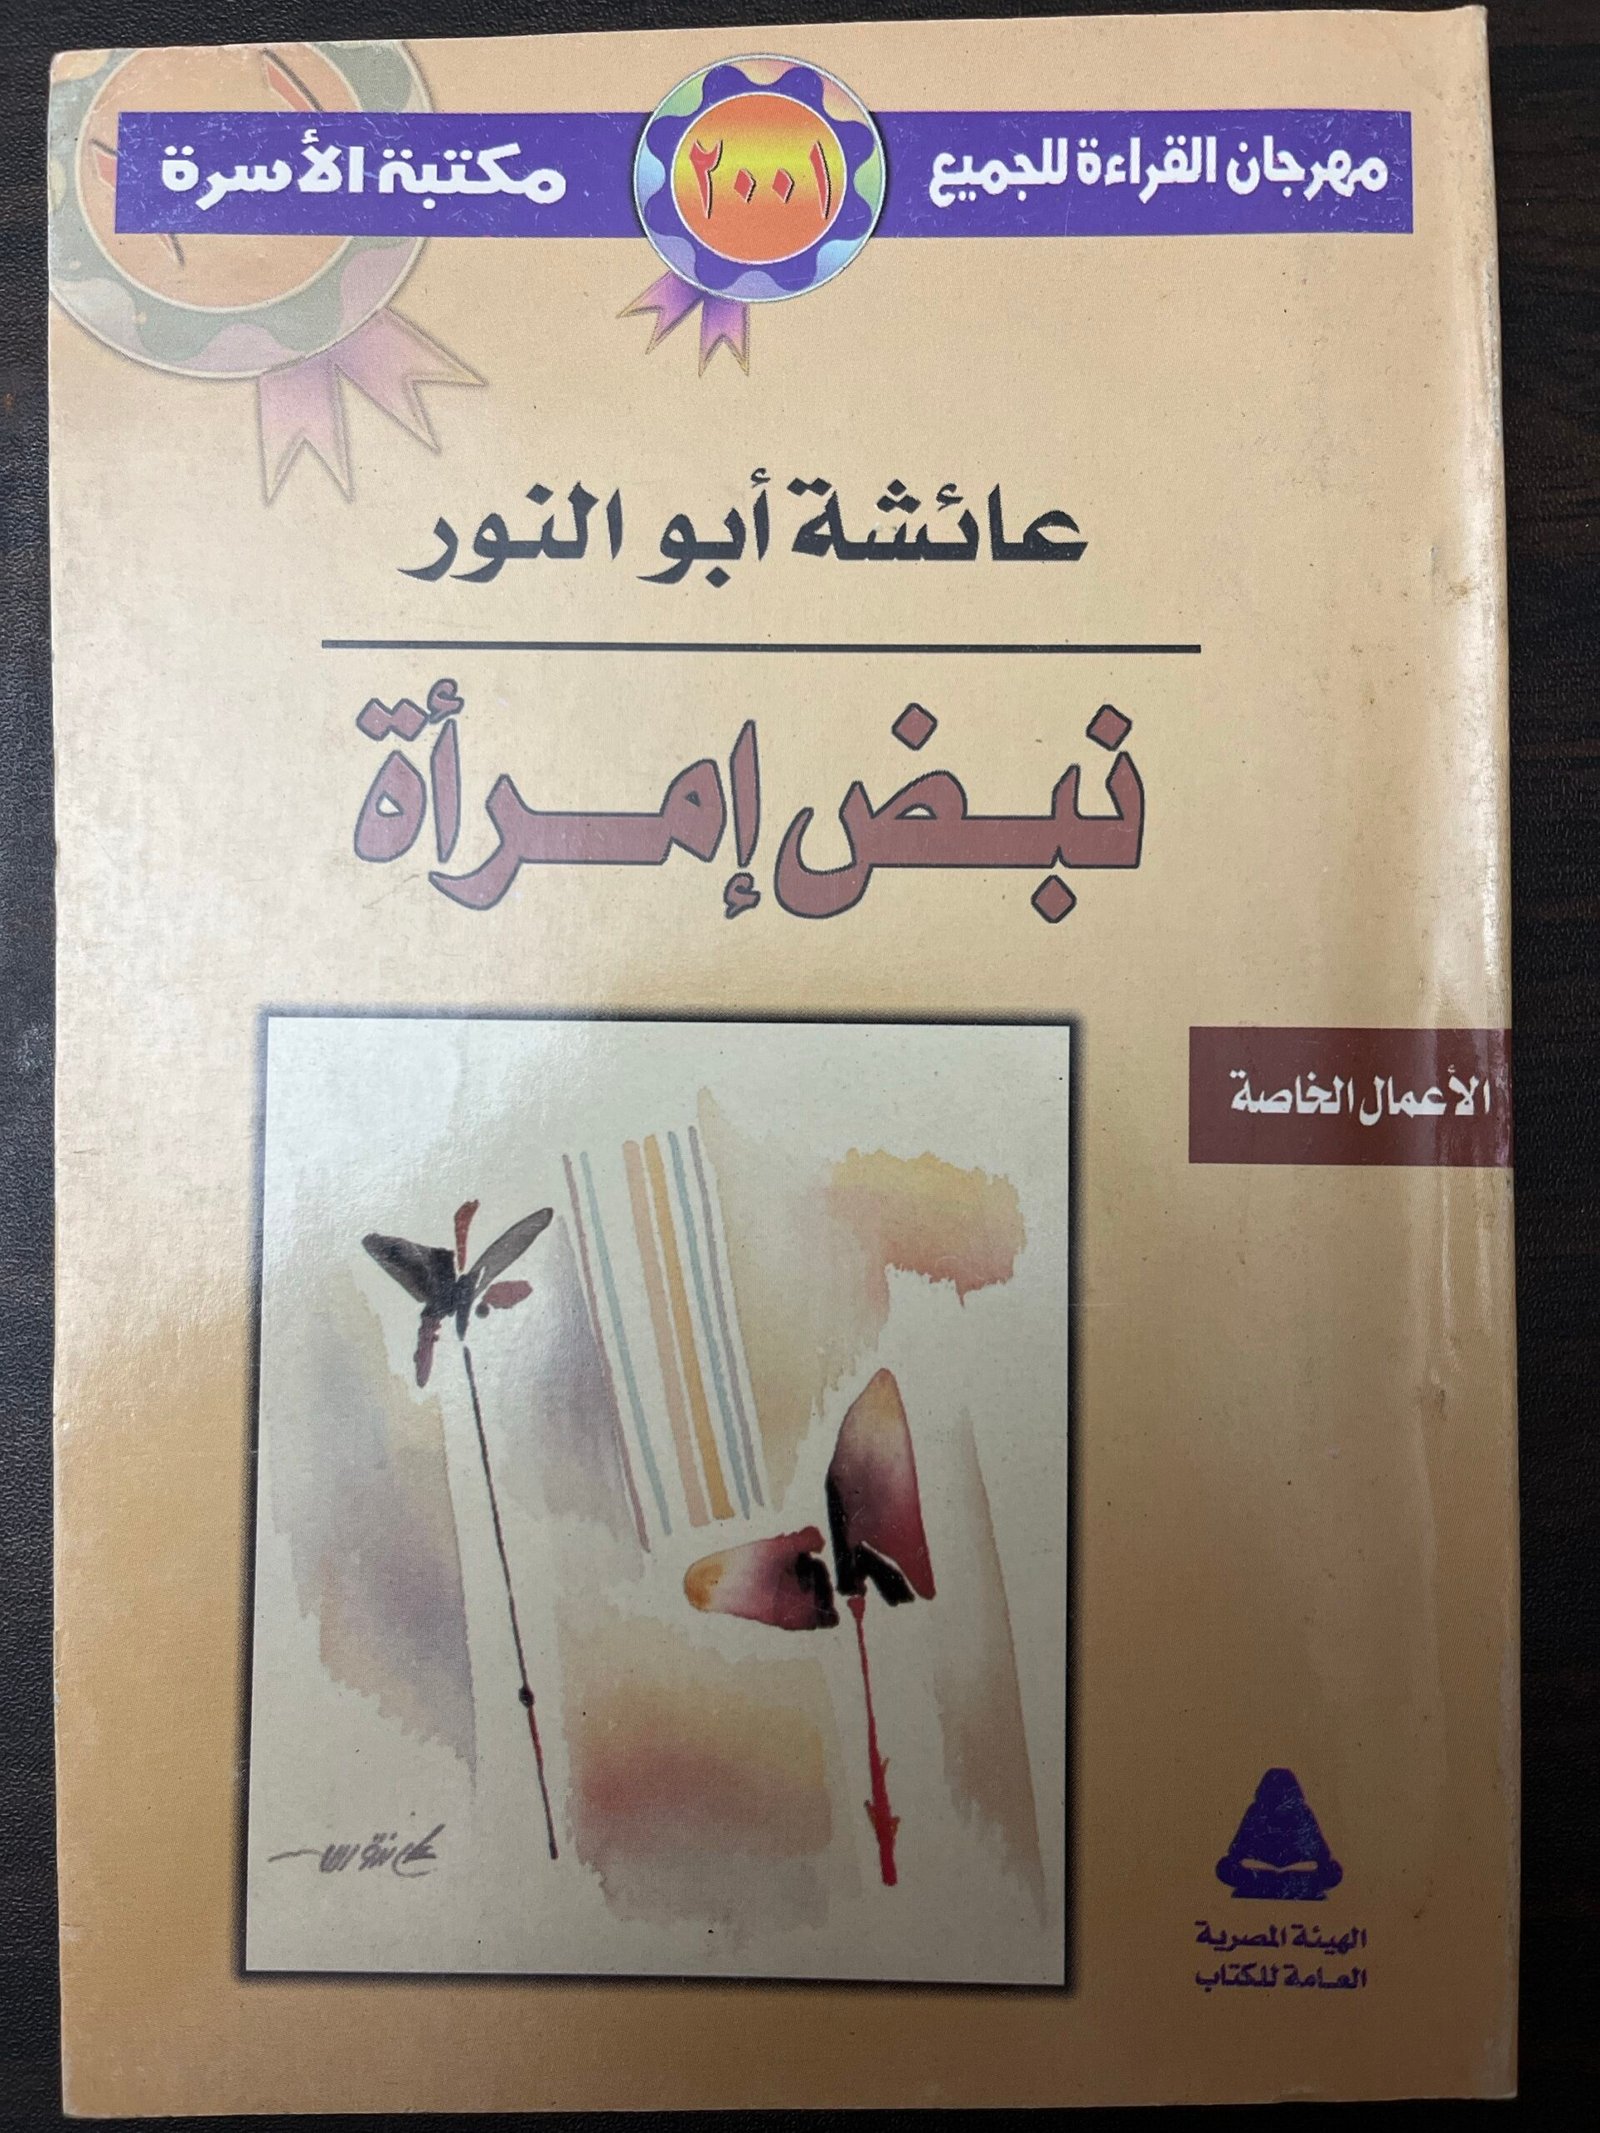 مهرجان القراءة للجميع
٢٠٠١
مكتبة الأسرة
عائشة أبو النور
نبض إمرأة
الأعمال الخاصة
الهيئة المصرية
العامة للكتاب